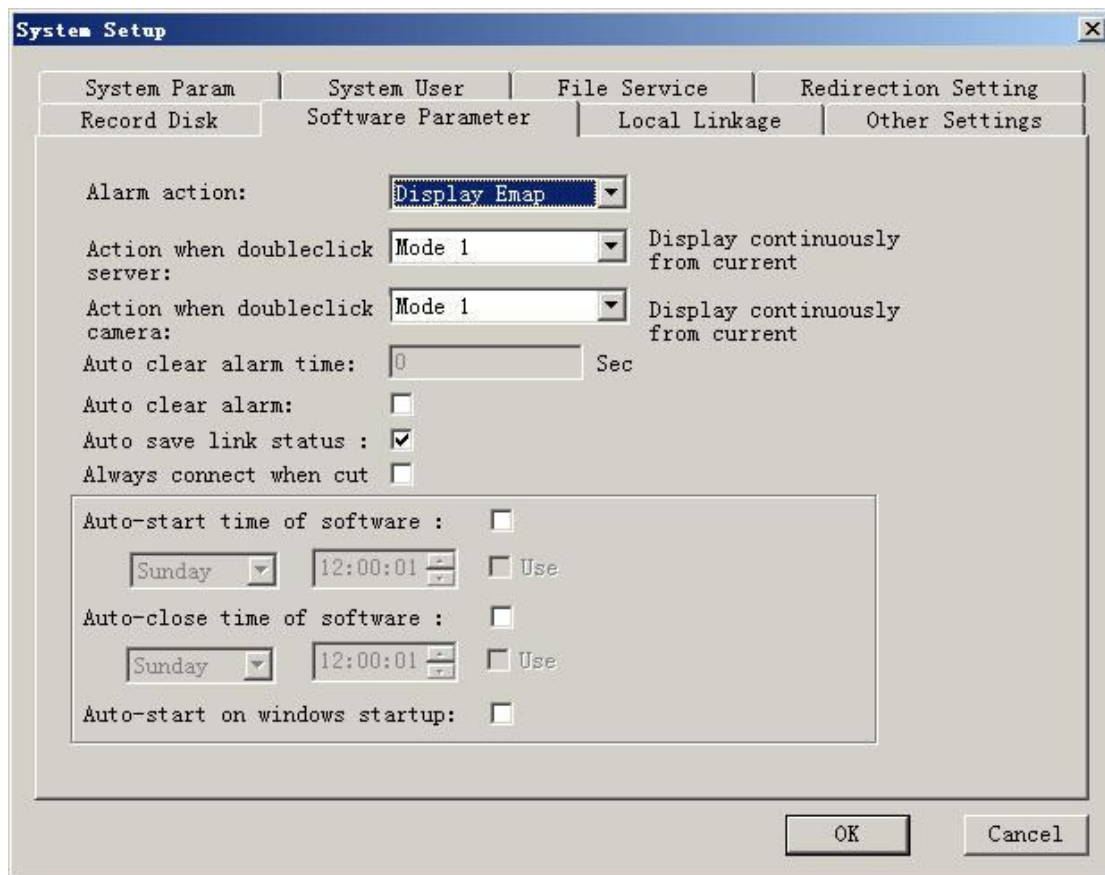 System Setup
System Param System User File Service Redirection Setting
Record Disk Software Parameter Local Linkage Other Settings
Alarm action: Display Emap
Action when doubleclick server: Mode 1 Display continuously from current
Action when doubleclick camera: Mode 1 Display continuously from current
Auto clear alarm time: 0 Sec
Auto clear alarm:
Auto save link status :
Always connect when cut
Auto-start time of software :
Sunday 12:00:01 Use
Auto-close time of software :
Sunday 12:00:01 Use
Auto-start on windows startup:
OK Cancel